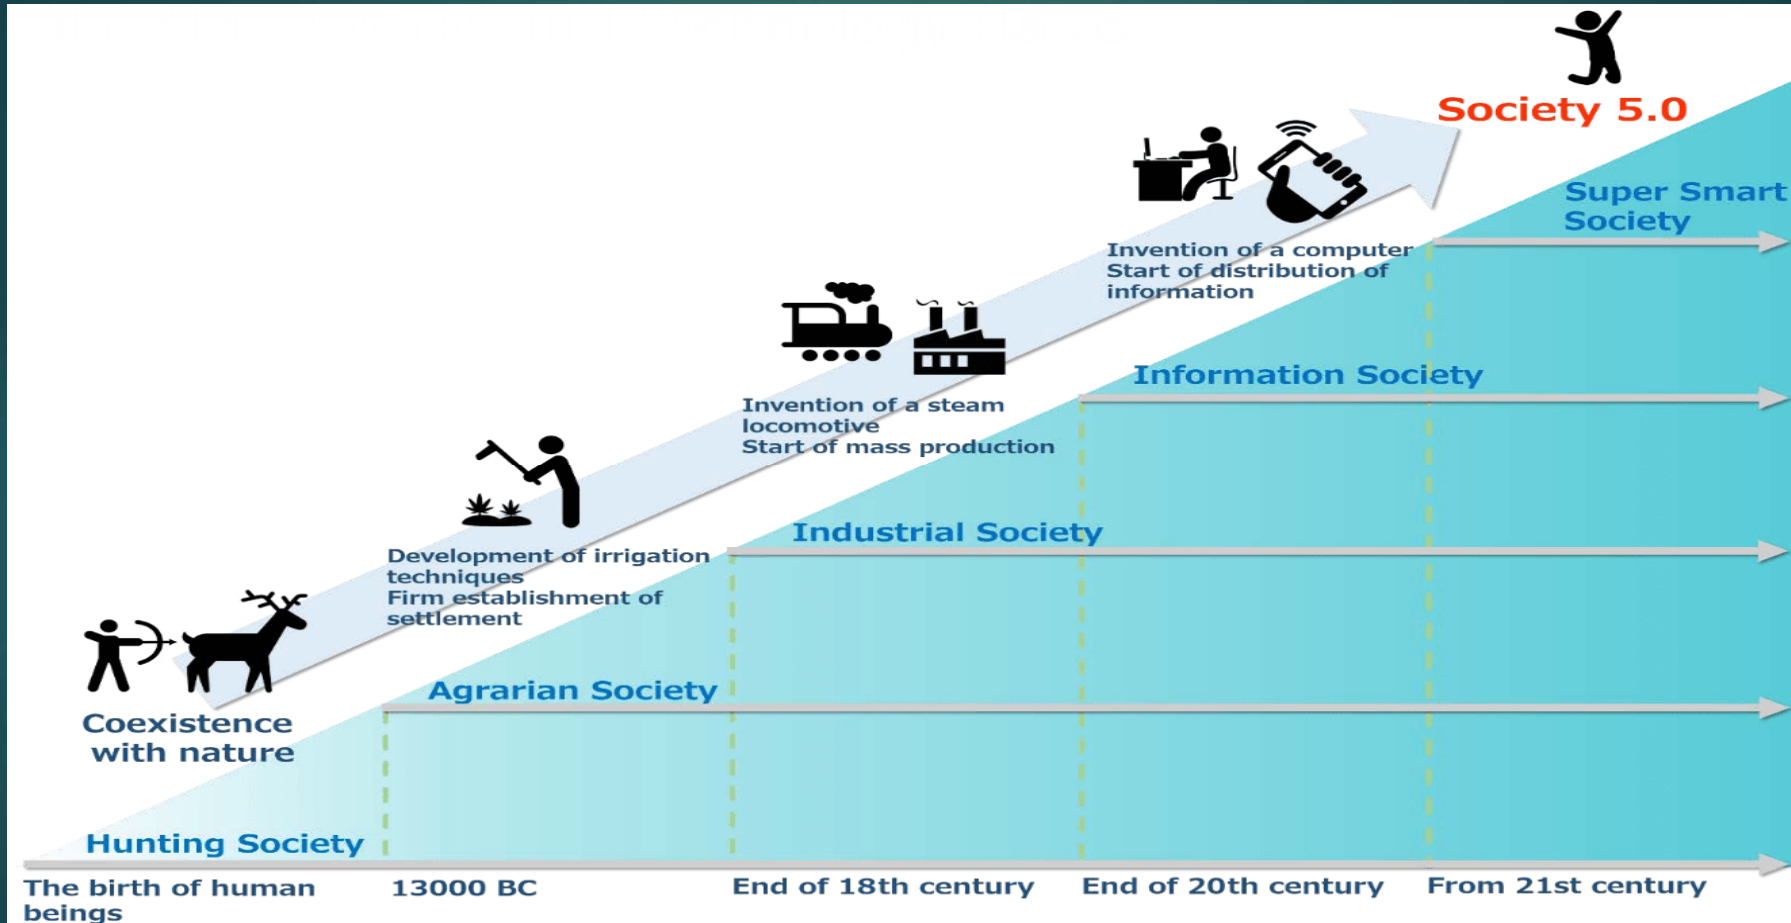 Society 5.0
Super Smart
Society
Invention of a computer
Start of distribution of
information
Information Society
Invention of a steam
locomotive
Start of mass production
Industrial Society
Development of irrigation
techniques
Firm establishment of
settlement
Agrarian Society
Coexistence
with nature
Hunting Society
The birth of human
beings
13000 BC
End of 18th century
End of 20th century
From 21st century